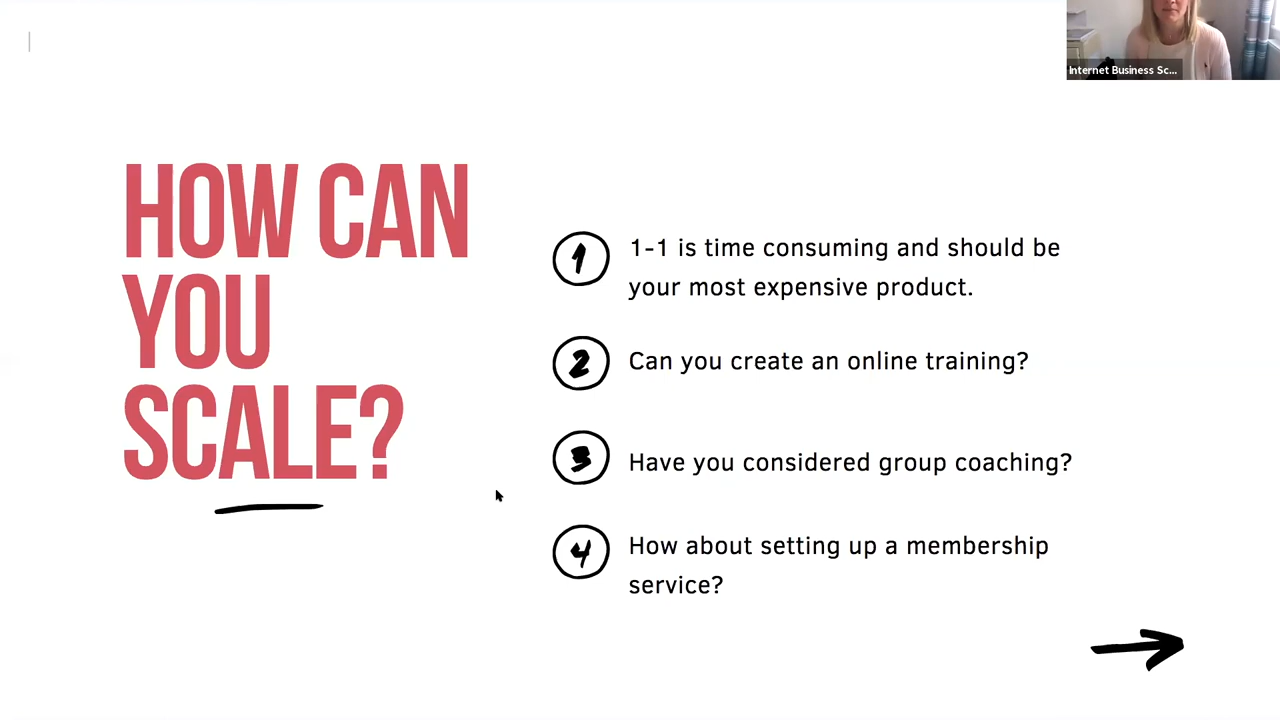 Internet Business Sc...
HOW CAN
YOU
SCALE?
1
1-1 is time consuming and should be
your most expensive product.
2
Can you create an online training?
3
Have you considered group coaching?
4
How about setting up a membership
service?